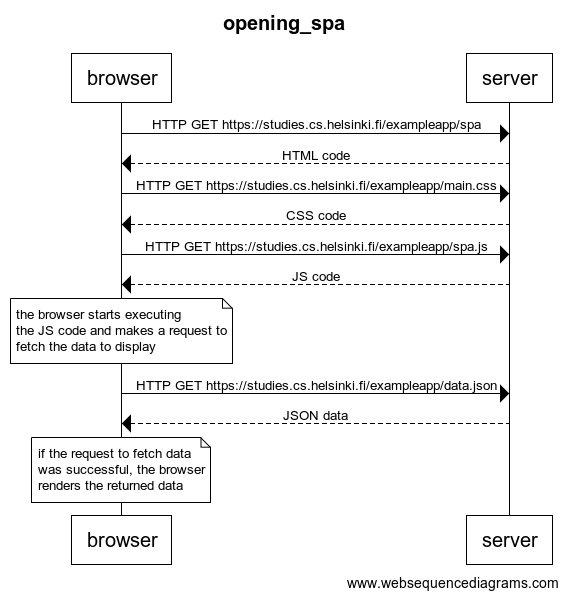 opening_spa
browser
server
HTTP GET https://studies.cs.helsinki.fi/exampleapp/spa
HTML code
HTTP GET https://studies.cs.helsinki.fi/exampleapp/main.css
CSS code
HTTP GET https://studies.cs.helsinki.fi/exampleapp/spa.js
JS code
the browser starts executing
the JS code and makes a request to
fetch the data to display
HTTP GET https://studies.cs.helsinki.fi/exampleapp/data.json
JSON data
if the request to fetch data
was successful, the browser
renders the returned data
browser
server
www.websequencediagrams.com